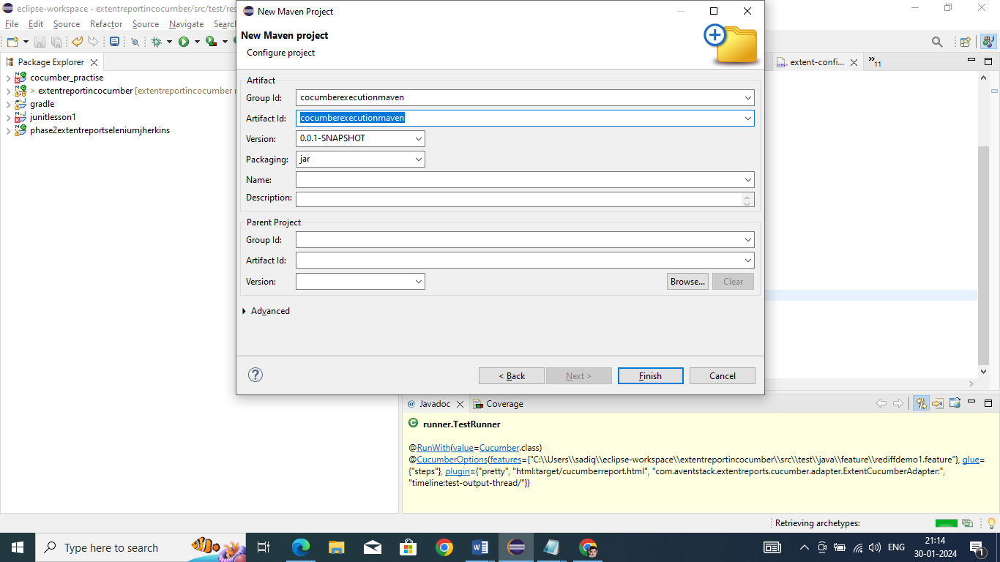 eclipse-workspace - extentreportincocumber/src/test/res
New Maven Project
File Edit Source Refactor Source Navigate Searc
New Maven project
Configure project
Package Explorer
extent-confi...
11
cocumber_practise
> extentreportincocumber [extentreportincocumber
gradle
junitlesson1
phase2extentreportseleniumjherkins
Artifact
Group Id: cocumberexecutionmaven
Artifact Id: cocumberexecutionmaven
Version: 0.0.1-SNAPSHOT
Packaging: jar
Name:
Description:
Parent Project
Group Id:
Artifact Id:
Version:
Browse... Clear
Advanced
< Back Next > Finish Cancel
@ Javadoc Coverage
runner.TestRunner
@RunWith(value=Cucumber.class)
@CucumberOptions(features={"C:\\Users\\sadiq\\eclipse-workspace\\extentreportincocumber\\src\\test\\java\\feature\\rediffdemo1.feature"}, glue=
{"steps"}, plugin={"pretty", "html:target/cucumberreport.html", "com.aventstack.extentreports.cucumber.adapter.ExtentCucumberAdapter:",
"timeline:test-output-thread/"})
Retrieving archetypes:
Type here to search
ENG
21:14
30-01-2024
1